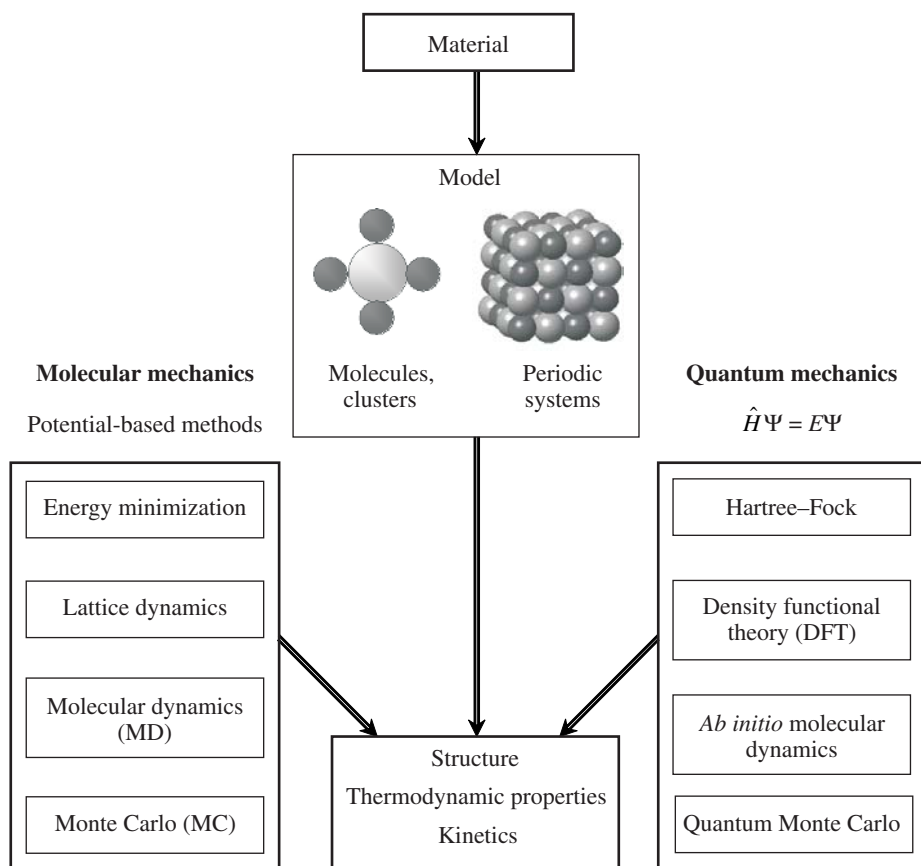 Material
Model
Molecules,
clusters
Periodic
systems
Molecular mechanics
Potential-based methods
Energy minimization
Lattice dynamics
Molecular dynamics
(MD)
Monte Carlo (MC)
Quantum mechanics
ĤΨ = EΨ
Hartree–Fock
Density functional
theory (DFT)
Ab initio molecular
dynamics
Quantum Monte Carlo
Structure
Thermodynamic properties
Kinetics